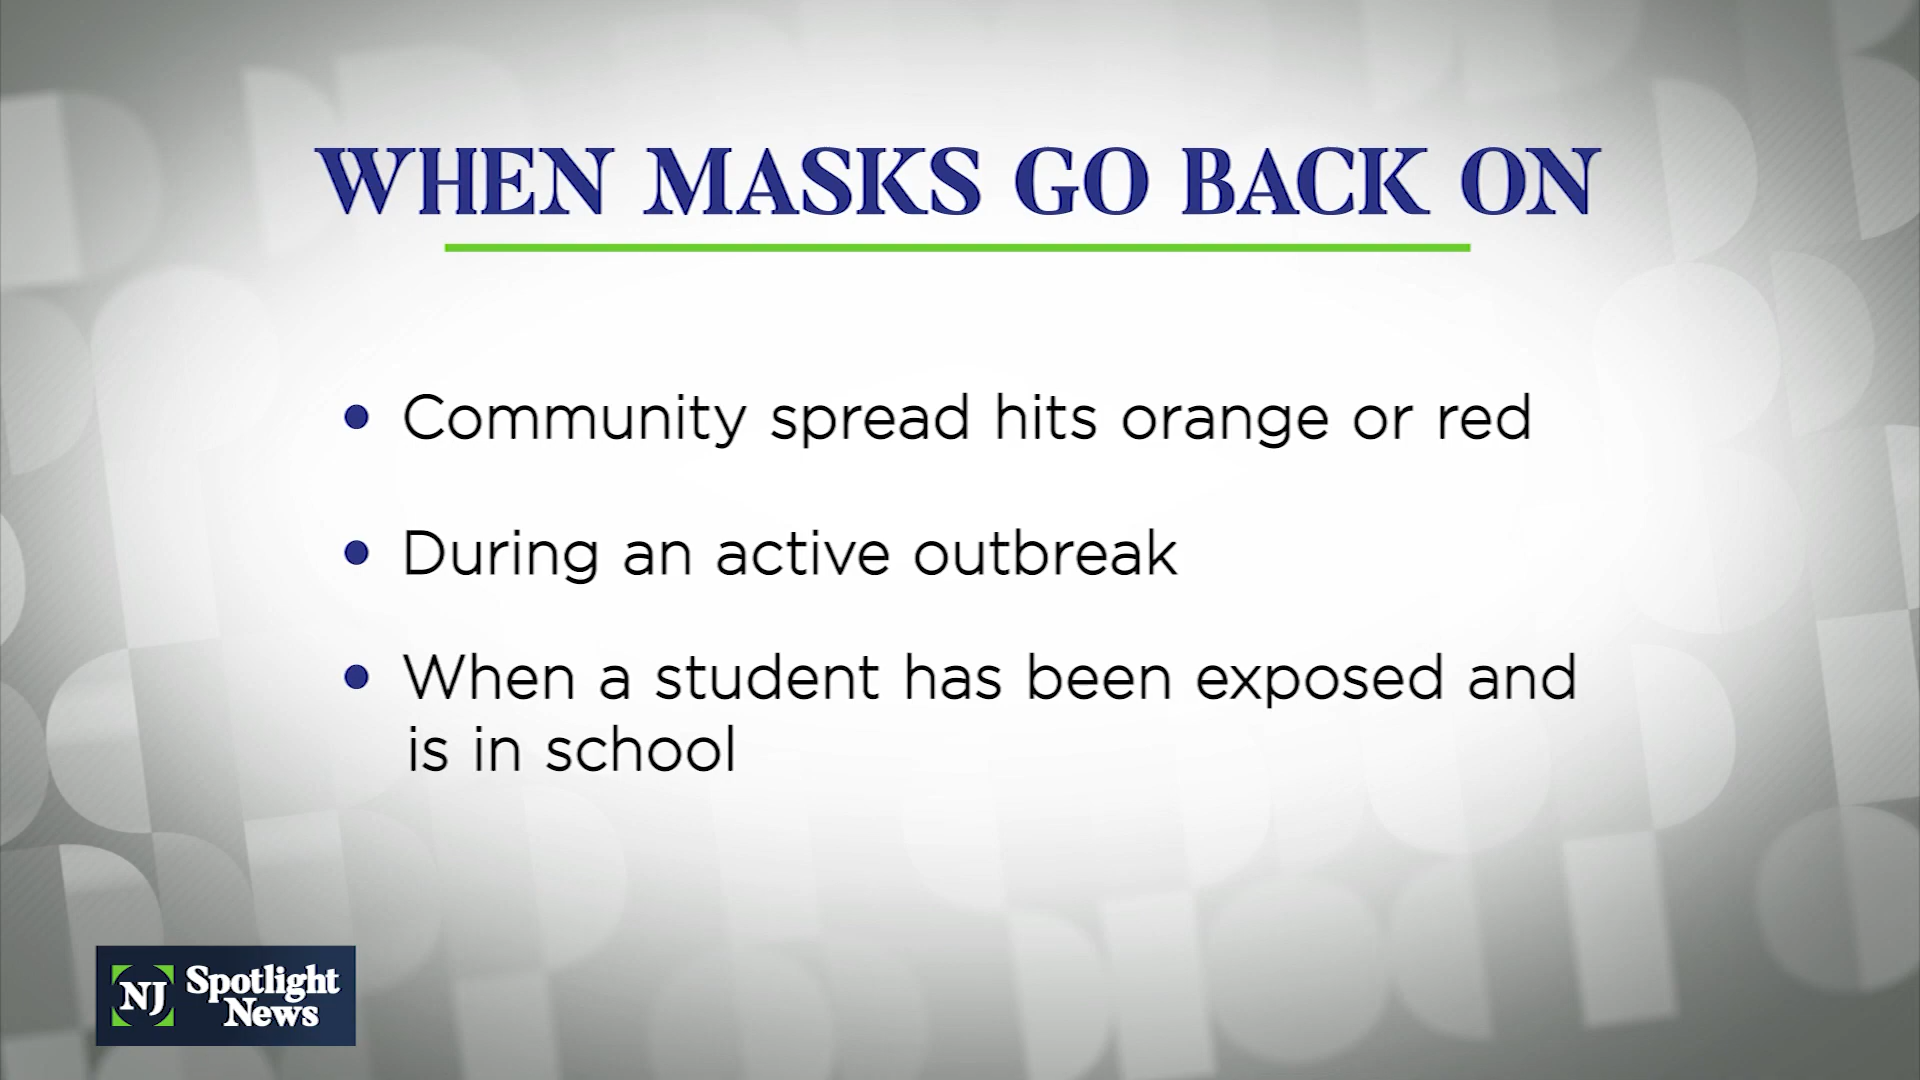 WHEN MASKS GO BACK ON
• Community spread hits orange or red
• During an active outbreak
• When a student has been exposed and
is in school
NJ Spotlight
News